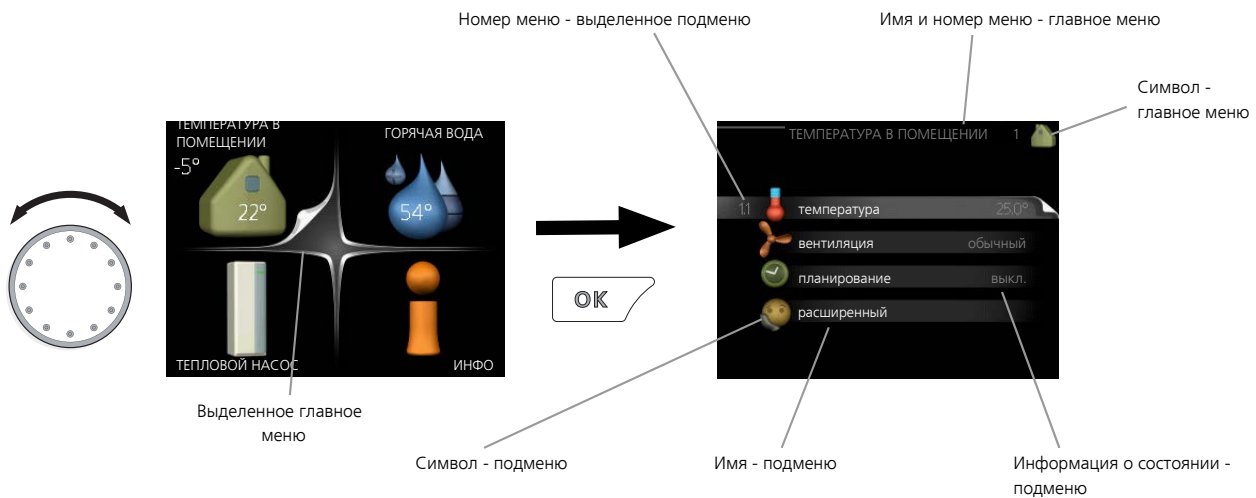 Номер меню - выделенное подменю
Имя и номер меню - главное меню
Символ -
главное меню
ТЕМПЕРАТУРА В
ПОМЕЩЕНИИ
ГОРЯЧАЯ ВОДА
-5°
22°
54°
ТЕПЛОВОЙ НАСОС
ИНФО
OK
ТЕМПЕРАТУРА В ПОМЕЩЕНИИ 1
1.1 температура 25.0°
вентиляция обычный
планирование выкл.
расширенный
Выделенное главное
меню
Символ - подменю
Имя - подменю
Информация о состоянии -
подменю